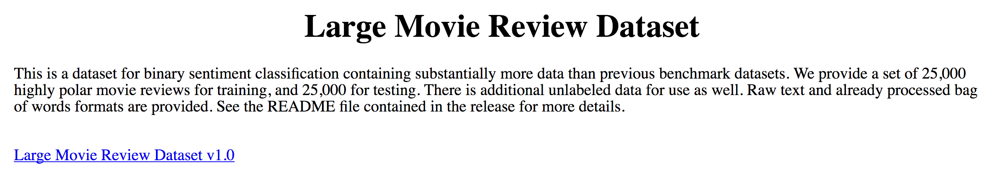 Large Movie Review Dataset
This is a dataset for binary sentiment classification containing substantially more data than previous benchmark datasets. We provide a set of 25,000
highly polar movie reviews for training, and 25,000 for testing. There is additional unlabeled data for use as well. Raw text and already processed bag
of words formats are provided. See the README file contained in the release for more details.
Large Movie Review Dataset v1.0